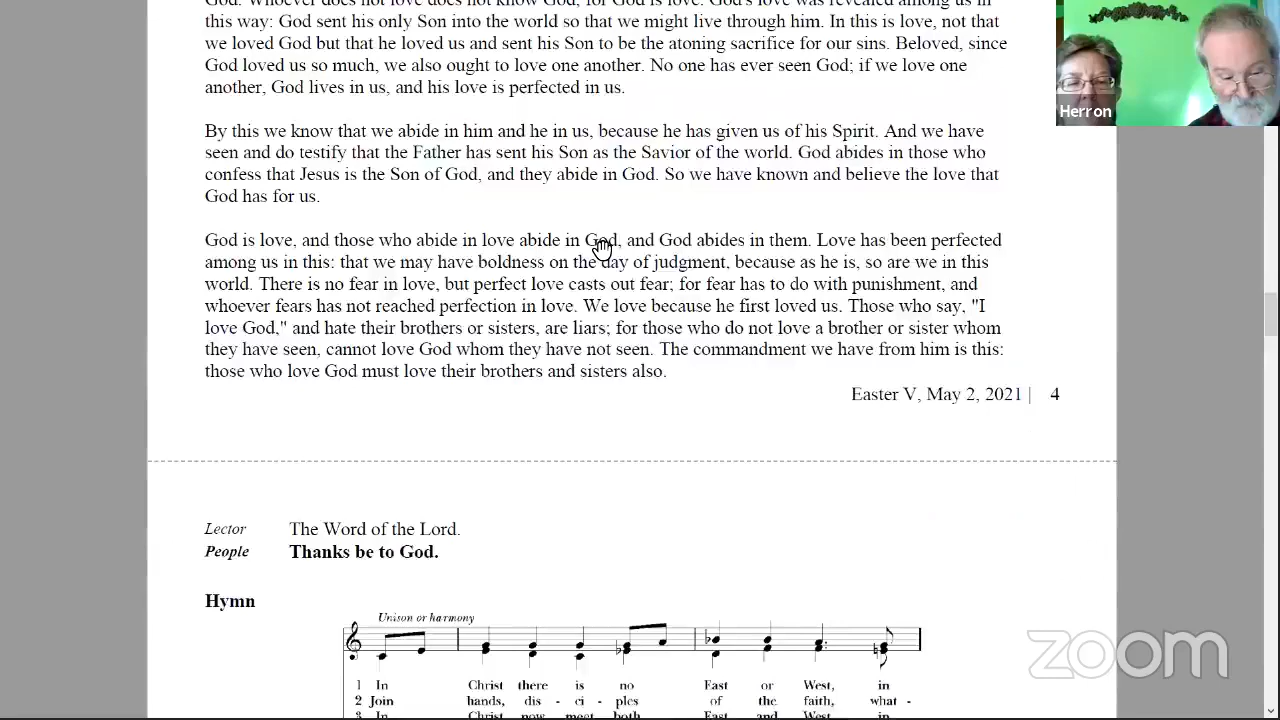 God. Whoever does not love does not know God, for God is love. God's love was revealed among us in
this way: God sent his only Son into the world so that we might live through him. In this is love, not that
we loved God but that he loved us and sent his Son to be the atoning sacrifice for our sins. Beloved, since
God loved us so much, we also ought to love one another. No one has ever seen God; if we love one
another, God lives in us, and his love is perfected in us.
By this we know that we abide in him and he in us, because he has given us of his Spirit. And we have
seen and do testify that the Father has sent his Son as the Savior of the world. God abides in those who
confess that Jesus is the Son of God, and they abide in God. So we have known and believe the love that
God has for us.
God is love, and those who abide in love abide in God, and God abides in them. Love has been perfected
among us in this: that we may have boldness on the day of judgment, because as he is, so are we in this
world. There is no fear in love, but perfect love casts out fear; for fear has to do with punishment, and
whoever fears has not reached perfection in love. We love because he first loved us. Those who say, "I
love God," and hate their brothers or sisters, are liars; for those who do not love a brother or sister whom
they have seen, cannot love God whom they have not seen. The commandment we have from him is this:
those who love God must love their brothers and sisters also.
Easter V, May 2, 2021 | 4
Lector The Word of the Lord.
People Thanks be to God.
Hymn
Unison or harmony
1 In Christ there is no East or West, in
2 Join hands, dis - ci - ples of the faith, what -
3 In Christ now meet both East and West in
Herron
zoom